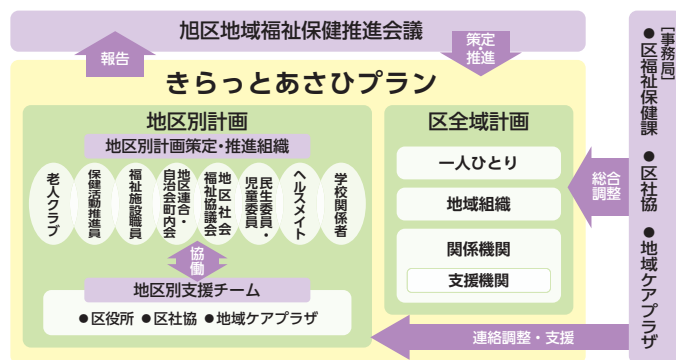 旭区地域福祉保健推進会議
報告
策定・
推進
きらっとあさひプラン
地区別計画
地区別計画策定・推進組織
老人クラブ
保健活動推進員
福祉施設職員
地区連合・
自治会町内会
地区社会
福祉協議会
民生委員・
児童委員
ヘルスメイト
学校関係者
協働
地区別支援チーム
●区役所 ●区社協 ●地域ケアプラザ
区全域計画
一人ひとり
地域組織
関係機関
支援機関
総合
調整
連絡調整・支援
[事務局]
●区福祉保健課 ●区社協 ●地域ケアプラザ